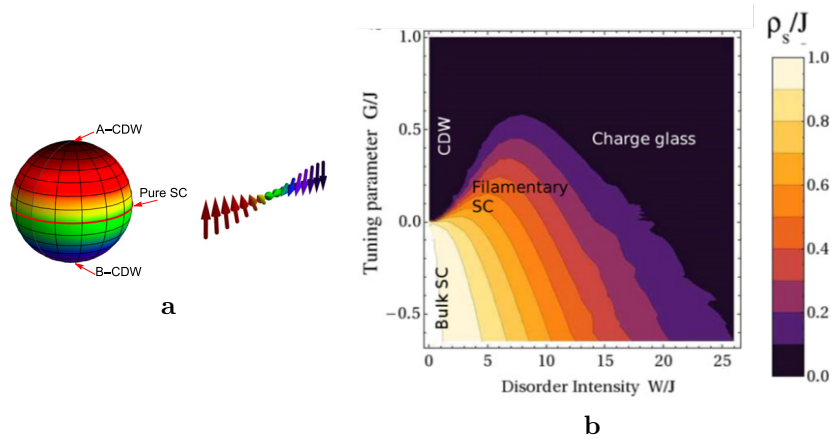 A-CDW
Pure SC
B-CDW
a
ρs/J
1.0
0.5
0.0
−0.5
Tuning parameter G/J
CDW
Charge glass
Filamentary
SC
Bulk SC
0
5
10
15
20
25
Disorder Intensity W/J
1.0
0.8
0.6
0.4
0.2
0.0
b